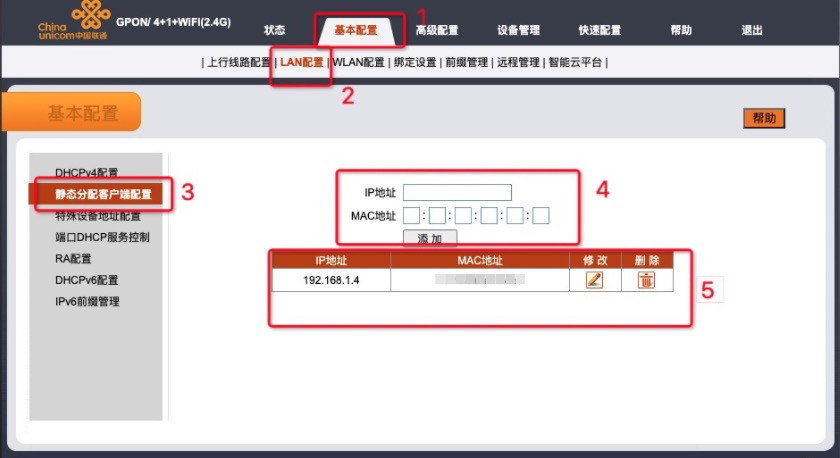 China unicom中国联通
GPON/ 4+1+WIFI(2.4G)
状态 基本配置 高级配置 设备管理 快速配置 帮助 退出
1
| 上行线路配置 | LAN配置 | WLAN配置 | 绑定设置 | 前缀管理 | 远程管理 | 智能云平台 |
2
基本配置
帮助
DHCPv4配置
静态分配客户端配置
3
特殊设备地址配置
端口DHCP服务控制
RA配置
DHCPv6配置
IPv6前缀管理
IP地址
4
MAC地址 : : : : :
添 加
IP地址 MAC地址 修 改 删 除
192.168.1.4
5